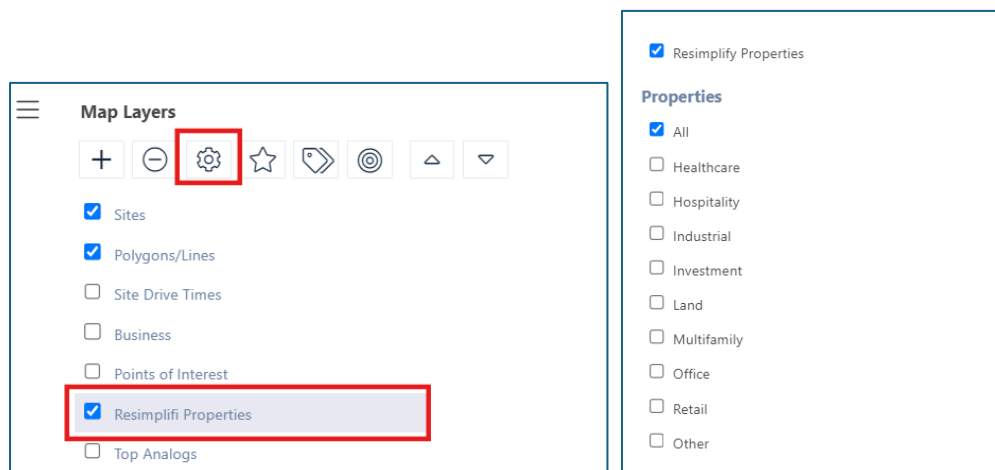 Map Layers
Sites
Polygons/Lines
Site Drive Times
Business
Points of Interest
Resimplifi Properties
Top Analogs
Resimplify Properties
Properties
All
Healthcare
Hospitality
Industrial
Investment
Land
Multifamily
Office
Retail
Other